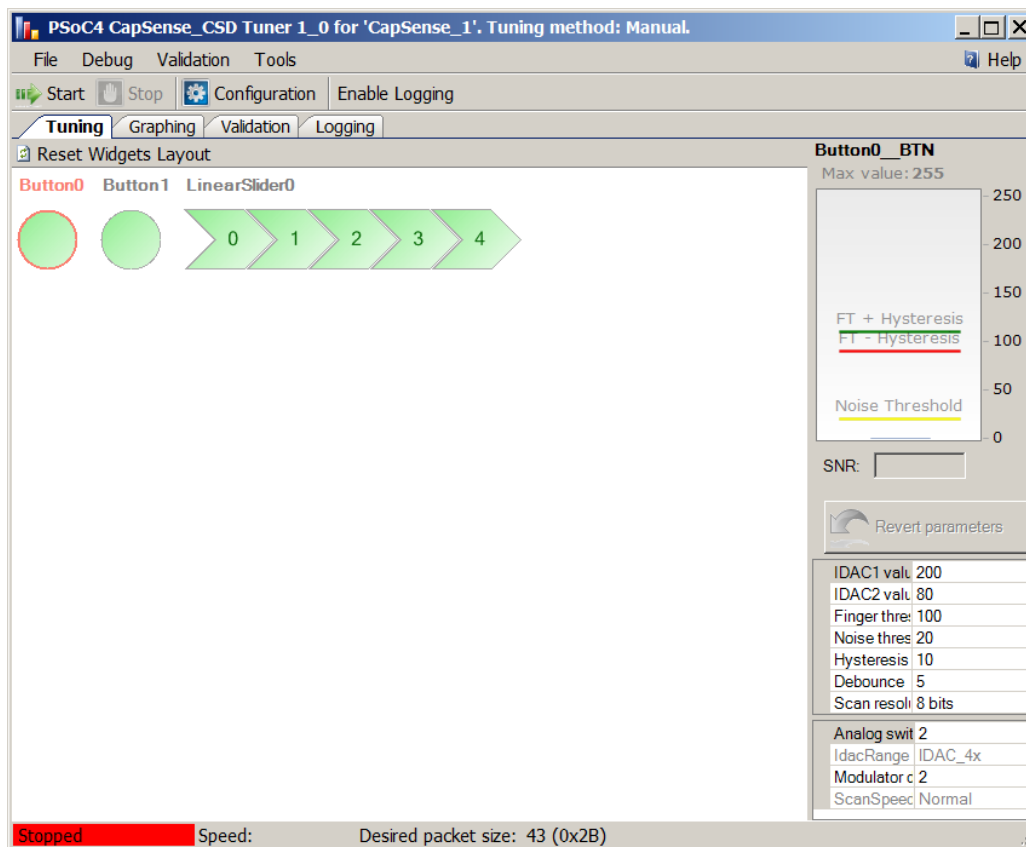 PSoC4 CapSense_CSD Tuner 1_0 for 'CapSense_1'. Tuning method: Manual.
File Debug Validation Tools Help
Start Stop Configuration Enable Logging
Tuning Graphing Validation Logging
Reset Widgets Layout
Button0 Button1 LinearSlider0
0 1 2 3 4
Button0__BTN
Max value: 255
250
200
150
FT + Hysteresis
FT - Hysteresis
100
50
Noise Threshold
0
SNR:
Revert parameters
IDAC1 valu 200
IDAC2 valu 80
Finger thres 100
Noise thres 20
Hysteresis 10
Debounce 5
Scan resolu 8 bits
Analog swit 2
IdacRange IDAC_4x
Modulator c 2
ScanSpeed Normal
Stopped Speed: Desired packet size: 43 (0x2B)